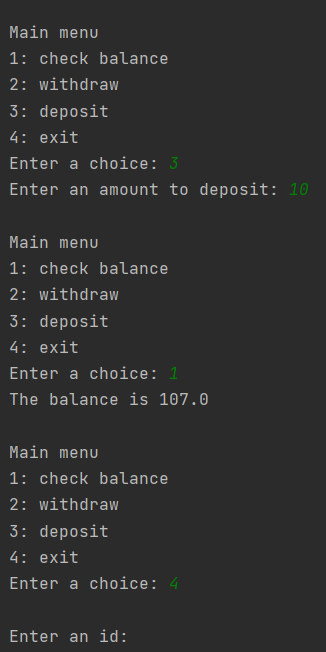 Main menu
1: check balance
2: withdraw
3: deposit
4: exit
Enter a choice: 3
Enter an amount to deposit: 10
Main menu
1: check balance
2: withdraw
3: deposit
4: exit
Enter a choice: 1
The balance is 107.0
Main menu
1: check balance
2: withdraw
3: deposit
4: exit
Enter a choice: 4
Enter an id: